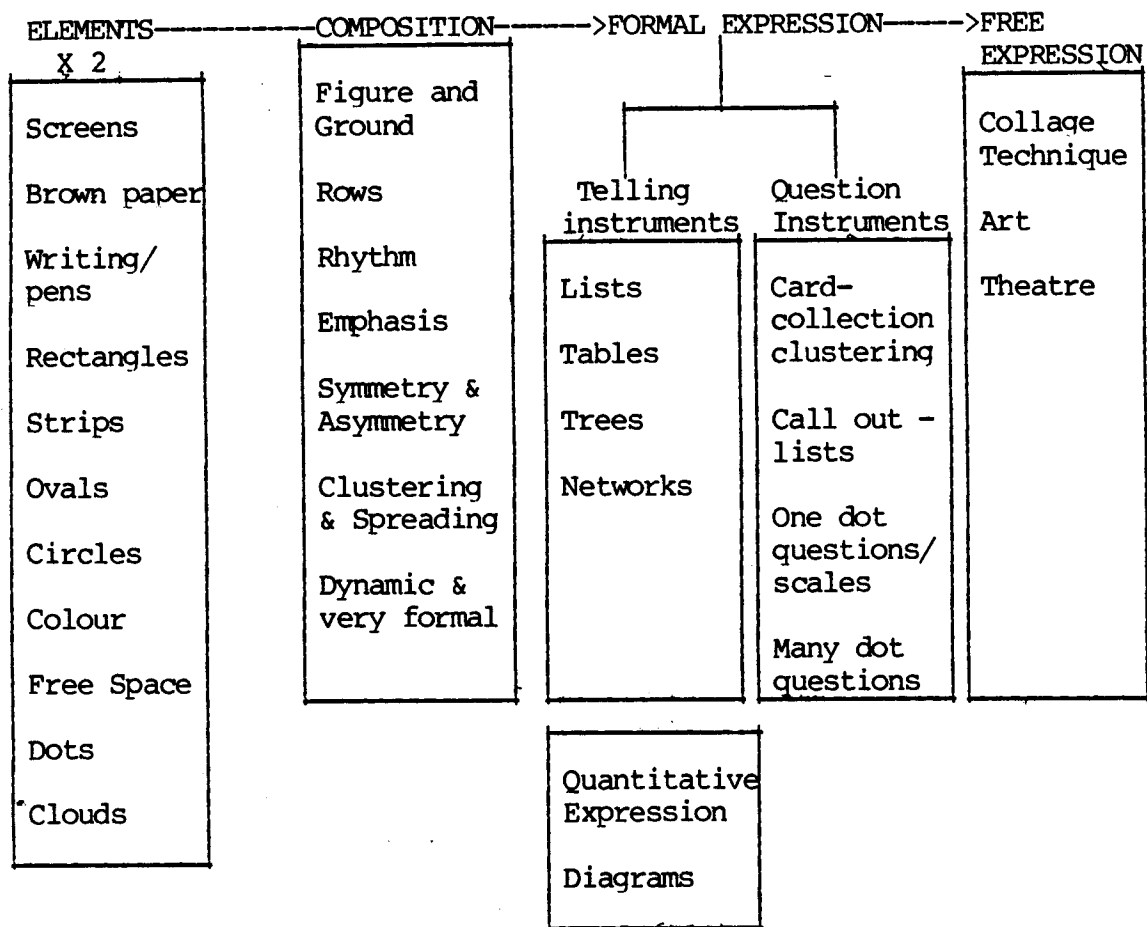 ELEMENTS--------------COMPOSITION------->FORMAL EXPRESSION------->FREE
EXPRESSION
X 2
Screens
Brown paper
Writing/
pens
Rectangles
Strips
Ovals
Circles
Colour
Free Space
Dots
Clouds
Figure and
Ground
Rows
Rhythm
Emphasis
Symmetry &
Asymmetry
Clustering
& Spreading
Dynamic &
very formal
Telling
instruments
Lists
Tables
Trees
Networks
Question
Instruments
Card-
collection
clustering
Call out -
lists
One dot
questions/
scales
Many dot
questions
Quantitative
Expression
Diagrams
Collage
Technique
Art
Theatre